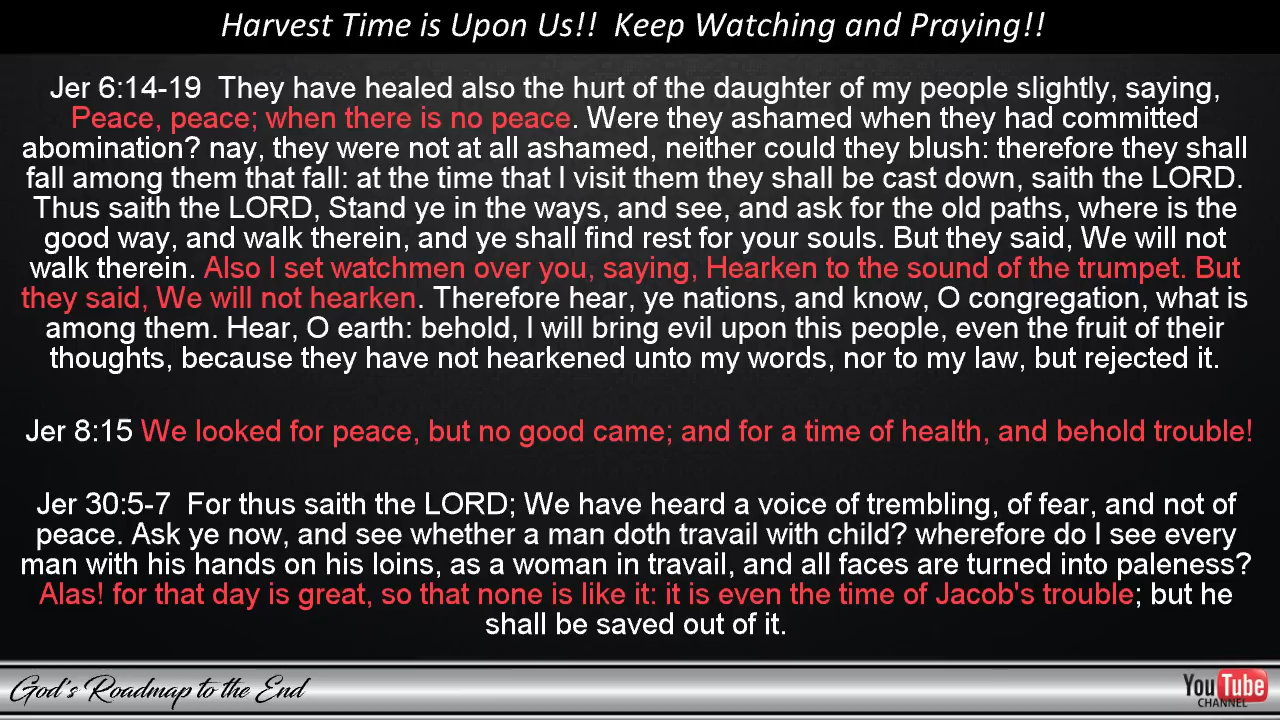 Harvest Time is Upon Us!! Keep Watching and Praying!!
Jer 6:14-19 They have healed also the hurt of the daughter of my people slightly, saying,
Peace, peace; when there is no peace. Were they ashamed when they had committed
abomination? nay, they were not at all ashamed, neither could they blush: therefore they shall
fall among them that fall: at the time that I visit them they shall be cast down, saith the LORD.
Thus saith the LORD, Stand ye in the ways, and see, and ask for the old paths, where is the
good way, and walk therein, and ye shall find rest for your souls. But they said, We will not
walk therein. Also I set watchmen over you, saying, Hearken to the sound of the trumpet. But
they said, We will not hearken. Therefore hear, ye nations, and know, O congregation, what is
among them. Hear, O earth: behold, I will bring evil upon this people, even the fruit of their
thoughts, because they have not hearkened unto my words, nor to my law, but rejected it.
Jer 8:15 We looked for peace, but no good came; and for a time of health, and behold trouble!
Jer 30:5-7 For thus saith the LORD; We have heard a voice of trembling, of fear, and not of
peace. Ask ye now, and see whether a man doth travail with child? wherefore do I see every
man with his hands on his loins, as a woman in travail, and all faces are turned into paleness?
Alas! for that day is great, so that none is like it: it is even the time of Jacob's trouble; but he
shall be saved out of it.
God's Roadmap to the End
YouTube
CHANNEL